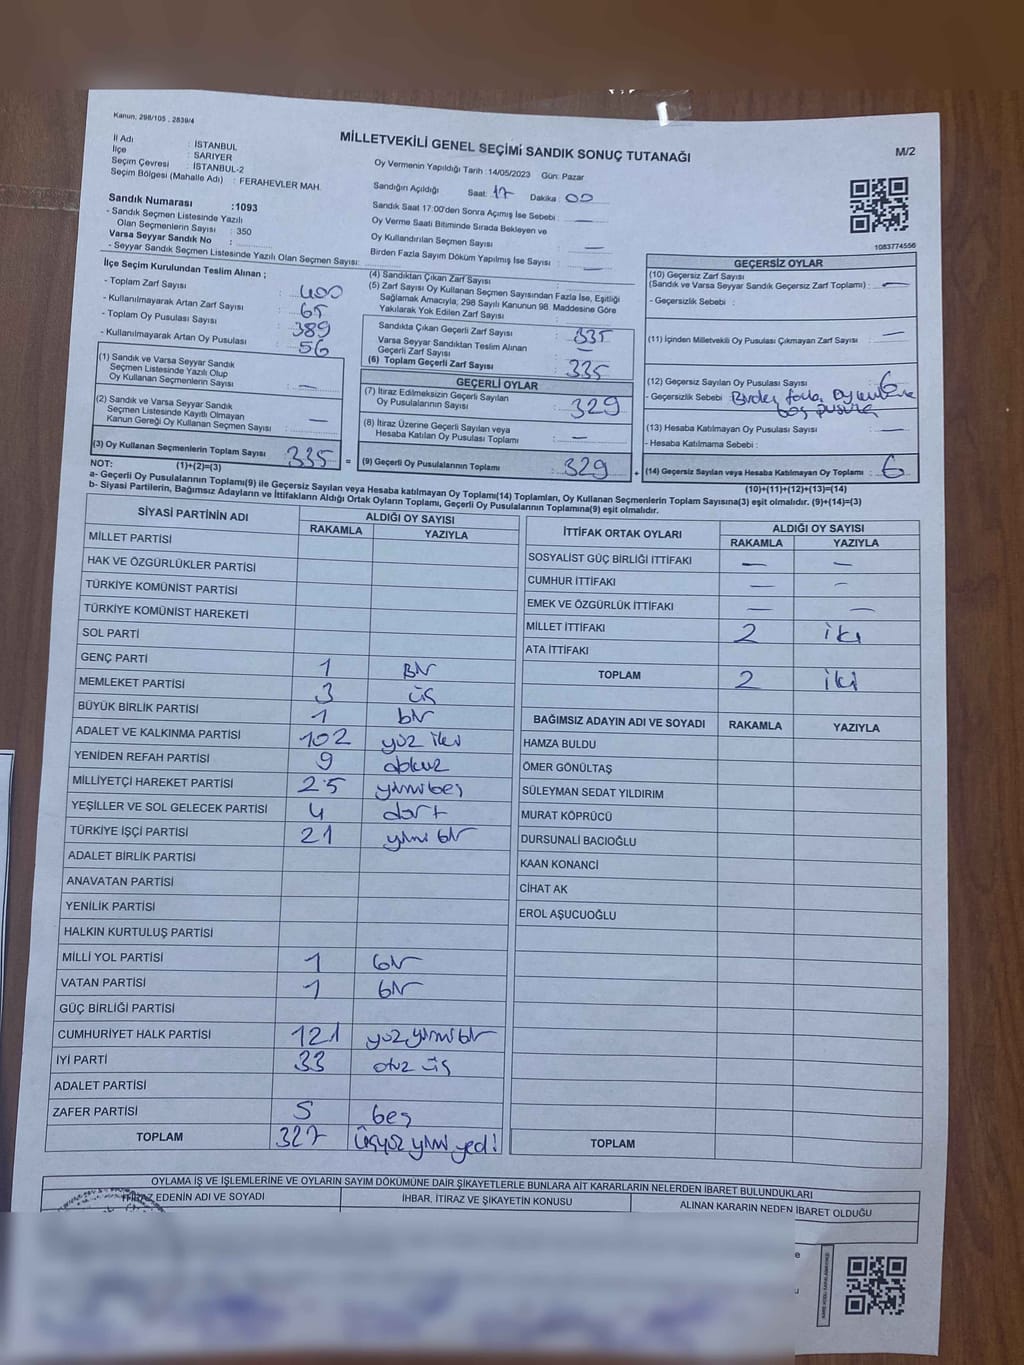 Kanun, 298/105 , 2839/4
MİLLETVEKİLİ GENEL SEÇİMİ SANDIK SONUÇ TUTANAĞI
M/2
İl Adı : İSTANBUL
İlçe : SARIYER
Seçim Çevresi : İSTANBUL-2
Seçim Bölgesi (Mahalle Adı) : FERAHEVLER MAH.
Sandık Numarası :1093
- Sandık Seçmen Listesinde Yazılı
Olan Seçmenlerin Sayısı : 350
Varsa Seyyar Sandık No :
- Seyyar Sandık Seçmen Listesinde Yazılı Olan Seçmen Sayısı:
Oy Vermenin Yapıldığı Tarih :14/05/2023 Gün: Pazar
Sandığın Açıldığı Saat: 17 Dakika : 00
Sandık Saat 17:00'den Sonra Açımış İse Sebebi : —
Oy Verme Saati Bitiminde Sırada Bekleyen ve
Oy Kullandırılan Seçmen Sayısı : —
Birden Fazla Sayım Döküm Yapılmış İse Sayısı : —
1083774556
İlçe Seçim Kurulundan Teslim Alınan ;
- Toplam Zarf Sayısı : 400
- Kullanılmayarak Artan Zarf Sayısı : 65
- Toplam Oy Pusulası Sayısı : 389
- Kullanılmayarak Artan Oy Pusulası : 56
(1) Sandık ve Varsa Seyyar Sandık
Seçmen Listesinde Yazılı Olup
Oy Kullanan Seçmenlerin Sayısı : —
(2) Sandık ve Varsa Seyyar Sandık
Seçmen Listesinde Kayıtlı Olmayan
Kanun Gereği Oy Kullanan Seçmen Sayısı : —
(3) Oy Kullanan Seçmenlerin Toplam Sayısı : 335 =
(1)+(2)=(3)
(4) Sandıktan Çıkan Zarf Sayısı :
(5) Zarf Sayısı Oy Kullanan Seçmen Sayısından Fazla İse, Eşitliği
Sağlamak Amacıyla; 298 Sayılı Kanunun 98. Maddesine Göre
Yakılarak Yok Edilen Zarf Sayısı :
Sandıkta Çıkan Geçerli Zarf Sayısı : 335
Varsa Seyyar Sandıktan Teslim Alınan
Geçerli Zarf Sayısı : —
(6) Toplam Geçerli Zarf Sayısı : 335
GEÇERLİ OYLAR
(7) İtiraz Edilmeksizin Geçerli Sayılan
Oy Pusulalarının Sayısı : 329
(8) İtiraz Üzerine Geçerli Sayılan veya
Hesaba Katılan Oy Pusulası Toplamı : —
(9) Geçerli Oy Pusulalarının Toplamı : 329 +
GEÇERSİZ OYLAR
(10) Geçersiz Zarf Sayısı
(Sandık ve Varsa Seyyar Sandık Geçersiz Zarf Toplamı) : —
- Geçersizlik Sebebi :
(11) İçinden Milletvekili Oy Pusulası Çıkmayan Zarf Sayısı : —
(12) Geçersiz Sayılan Oy Pusulası Sayısı : 6
- Geçersizlik Sebebi : Birden fazla oy
boş pusula
(13) Hesaba Katılmayan Oy Pusulası Sayısı : —
- Hesaba Katılmama Sebebi :
(14) Geçersiz Sayılan veya Hesaba Katılmayan Oy Toplamı : 6
(10)+(11)+(12)+(13)=(14)
NOT:
a- Geçerli Oy Pusulalarının Toplamı(9) ile Geçersiz Sayılan veya Hesaba katılmayan Oy Toplamı(14) Toplamları, Oy Kullanan Seçmenlerin Toplam Sayısına(3) eşit olmalıdır. (9)+(14)=(3)
b- Siyasi Partilerin, Bağımsız Adayların ve İttifakların Aldığı Ortak Oyların Toplamı, Geçerli Oy Pusulalarının Toplamına(9) eşit olmalıdır.
SİYASİ PARTİNİN ADI ALDIĞI OY SAYISI
RAKAMLA YAZIYLA
MİLLET PARTİSİ
HAK VE ÖZGÜRLÜKLER PARTİSİ
TÜRKİYE KOMÜNİST PARTİSİ
TÜRKİYE KOMÜNİST HAREKETİ
SOL PARTİ
GENÇ PARTİ 1 Bir
MEMLEKET PARTİSİ 3 üç
BÜYÜK BİRLİK PARTİSİ 1 bir
ADALET VE KALKINMA PARTİSİ 102 yüz iki
YENİDEN REFAH PARTİSİ 9 dokuz
MİLLİYETÇİ HAREKET PARTİSİ 25 yirmi beş
YEŞİLLER VE SOL GELECEK PARTİSİ 4 dört
TÜRKİYE İŞÇİ PARTİSİ 21 yirmi bir
ADALET BİRLİK PARTİSİ
ANAVATAN PARTİSİ
YENİLİK PARTİSİ
HALKIN KURTULUŞ PARTİSİ
MİLLİ YOL PARTİSİ 1 bir
VATAN PARTİSİ 1 bir
GÜÇ BİRLİĞİ PARTİSİ
CUMHURİYET HALK PARTİSİ 121 yüz yirmi bir
İYİ PARTİ 33 otuz üç
ADALET PARTİSİ
ZAFER PARTİSİ 5 beş
TOPLAM 327 üçyüz yirmi yedi
İTTİFAK ORTAK OYLARI ALDIĞI OY SAYISI
RAKAMLA YAZIYLA
SOSYALİST GÜÇ BİRLİĞİ İTTİFAKI — —
CUMHUR İTTİFAKI — —
EMEK VE ÖZGÜRLÜK İTTİFAKI — —
MİLLET İTTİFAKI 2 iki
ATA İTTİFAKI
TOPLAM 2 iki
BAĞIMSIZ ADAYIN ADI VE SOYADI RAKAMLA YAZIYLA
HAMZA BULDU
ÖMER GÖNÜLTAŞ
SÜLEYMAN SEDAT YILDIRIM
MURAT KÖPRÜCÜ
DURSUNALİ BACIOĞLU
KAAN KONANCİ
CİHAT AK
EROL AŞUCUOĞLU
TOPLAM
OYLAMA İŞ VE İŞLEMLERİNE VE OYLARIN SAYIM DÖKÜMÜNE DAİR ŞİKAYETLERLE BUNLARA AİT KARARLARIN NELERDEN İBARET BULUNDUKLARI
İTİRAZ EDENİN ADI VE SOYADI İHBAR, İTİRAZ VE ŞİKAYETİN KONUSU ALINAN KARARIN NEDEN İBARET OLDUĞU